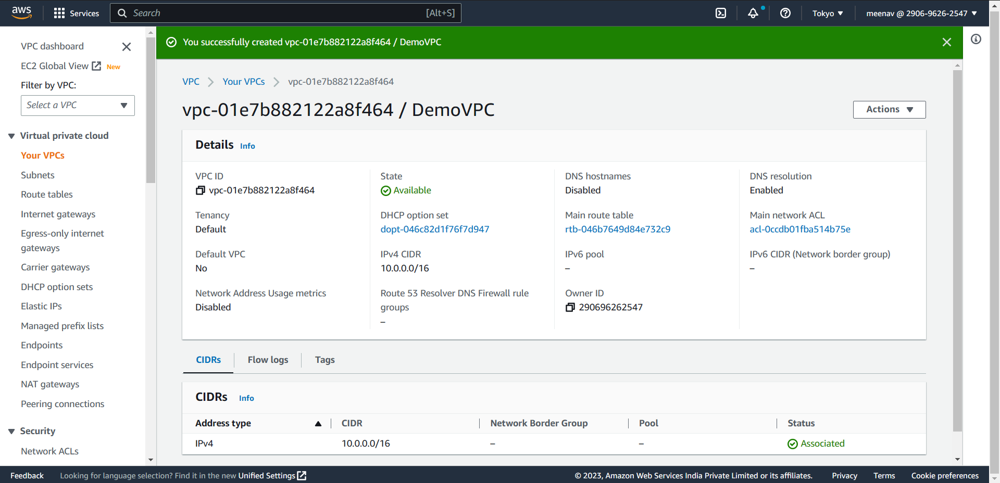 aws
Services
Search
[Alt+S]
Tokyo
meenav @ 2906-9626-2547
VPC dashboard
EC2 Global View New
Filter by VPC:
Select a VPC
Virtual private cloud
Your VPCs
Subnets
Route tables
Internet gateways
Egress-only internet
gateways
Carrier gateways
DHCP option sets
Elastic IPs
Managed prefix lists
Endpoints
Endpoint services
NAT gateways
Peering connections
Security
Network ACLs
You successfully created vpc-01e7b882122a8f464 / DemoVPC
VPC Your VPCs vpc-01e7b882122a8f464
vpc-01e7b882122a8f464 / DemoVPC
Actions
Details Info
VPC ID
vpc-01e7b882122a8f464
State
Available
DNS hostnames
Disabled
DNS resolution
Enabled
Tenancy
Default
DHCP option set
dopt-046c82d1f76f7d947
Main route table
rtb-046b7649d84e732c9
Main network ACL
acl-0ccdb01fba514b75e
Default VPC
No
IPv4 CIDR
10.0.0.0/16
IPv6 pool
–
IPv6 CIDR (Network border group)
–
Network Address Usage metrics
Disabled
Route 53 Resolver DNS Firewall rule
groups
–
Owner ID
290696262547
CIDRs Flow logs Tags
CIDRs Info
Address type CIDR Network Border Group Pool Status
IPv4 10.0.0.0/16 – – Associated
Feedback Looking for language selection? Find it in the new Unified Settings © 2023, Amazon Web Services India Private Limited or its affiliates. Privacy Terms Cookie preferences